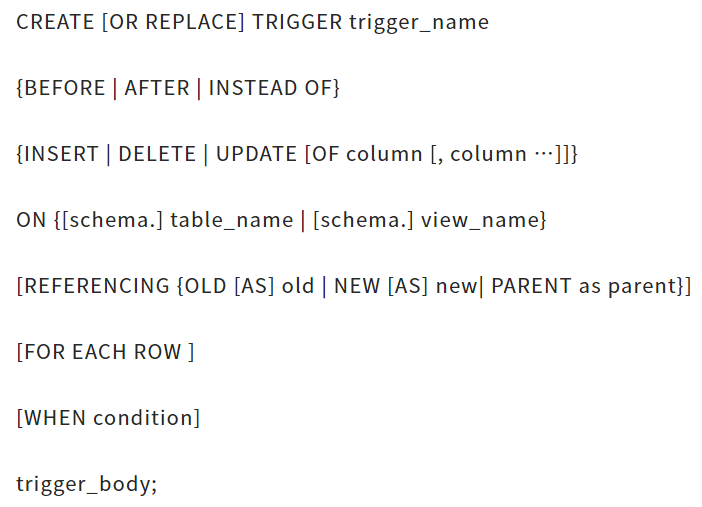 CREATE [OR REPLACE] TRIGGER trigger_name
{BEFORE | AFTER | INSTEAD OF}
{INSERT | DELETE | UPDATE [OF column [, column …]]}
ON {[schema.] table_name | [schema.] view_name}
[REFERENCING {OLD [AS] old | NEW [AS] new| PARENT as parent}]
[FOR EACH ROW ]
[WHEN condition]
trigger_body;